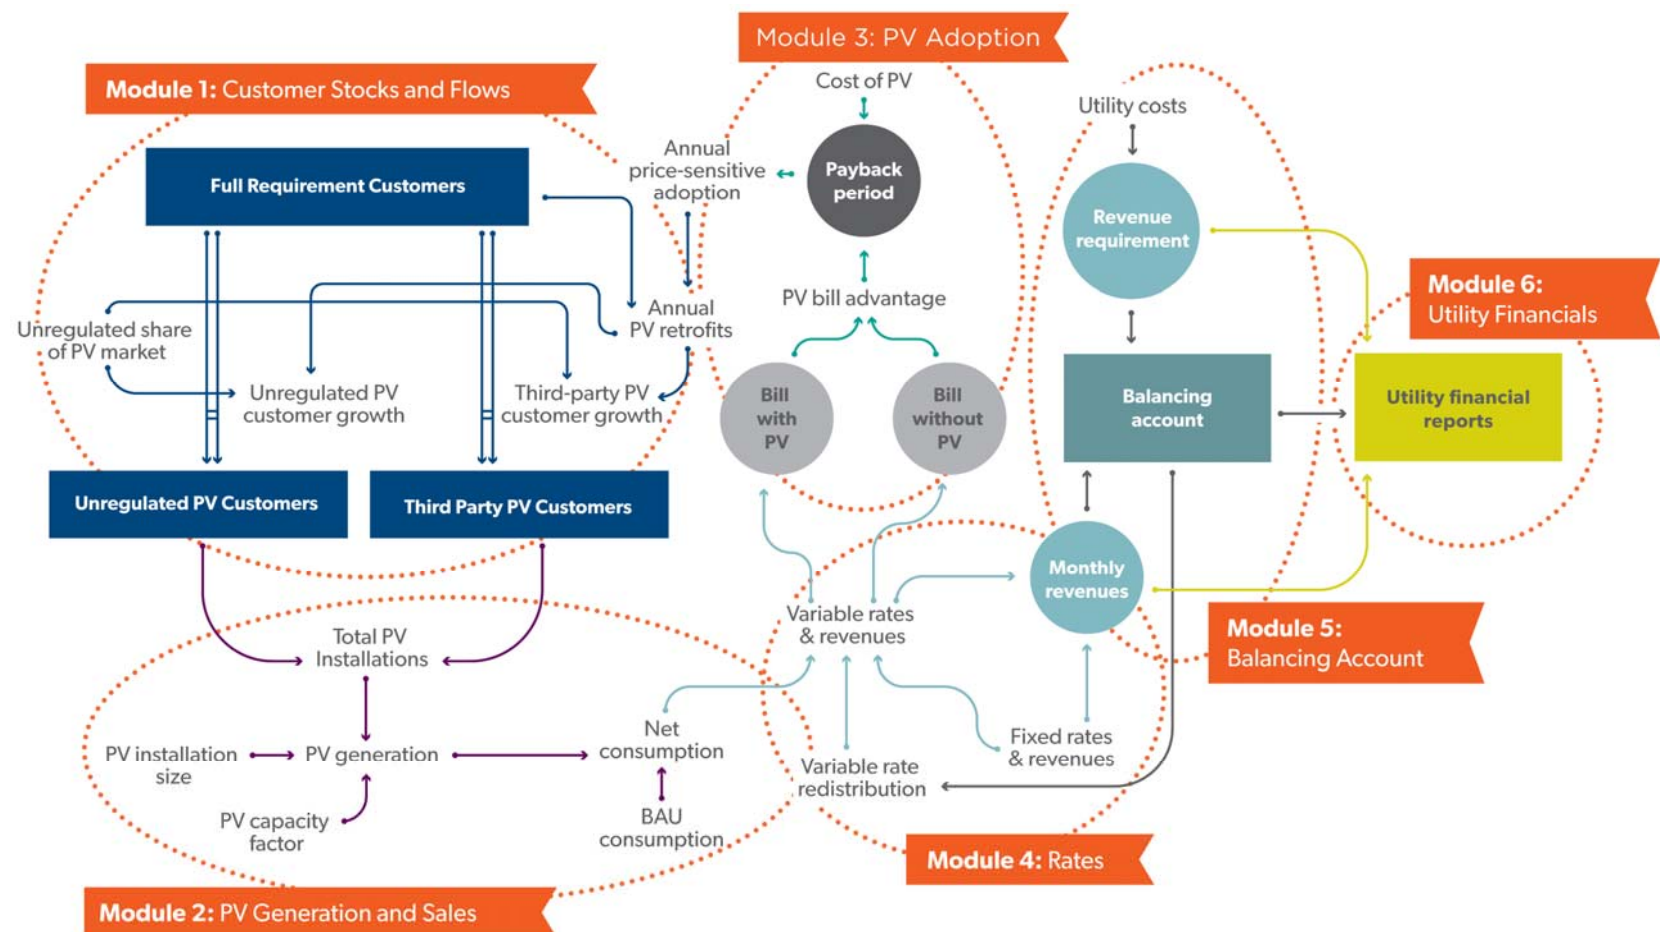 Module 1: Customer Stocks and Flows
Full Requirement Customers
Unregulated share
of PV market
Unregulated PV
customer growth
Third-party PV
customer growth
Annual
PV retrofits
Unregulated PV Customers
Third Party PV Customers
Module 3: PV Adoption
Cost of PV
Annual
price-sensitive
adoption
Payback
period
PV bill advantage
Bill
with
PV
Bill
without
PV
Utility costs
Revenue
requirement
Balancing
account
Monthly
revenues
Module 6:
Utility Financials
Utility financial
reports
Module 5:
Balancing Account
Variable rates
& revenues
Fixed rates
& revenues
Variable rate
redistribution
Module 4: Rates
Total PV
Installations
PV installation
size
PV generation
Net
consumption
PV capacity
factor
BAU
consumption
Module 2: PV Generation and Sales